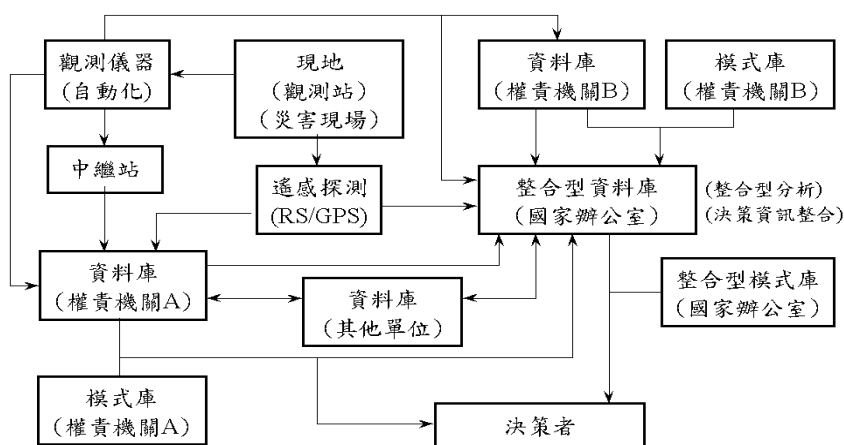 觀測儀器
(自動化)
現地
(觀測站)
(災害現場)
資料庫
(權責機關B)
模式庫
(權責機關B)
中繼站
遙感探測
(RS/GPS)
整合型資料庫
(國家辦公室)
(整合型分析)
(決策資訊整合)
資料庫
(權責機關A)
資料庫
(其他單位)
整合型模式庫
(國家辦公室)
模式庫
(權責機關A)
決策者